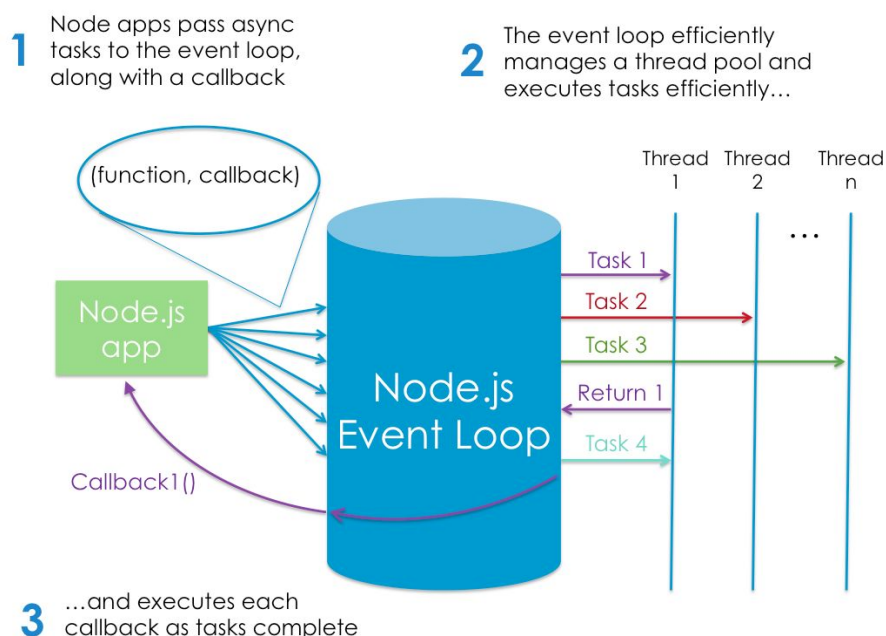 1
Node apps pass async
tasks to the event loop,
along with a callback
2
The event loop efficiently
manages a thread pool and
executes tasks efficiently…
(function, callback)
Thread
1
Thread
2
…
Thread
n
Node.js
app
Node.js
Event Loop
Task 1
Task 2
Task 3
Return 1
Task 4
Callback1()
3
…and executes each
callback as tasks complete